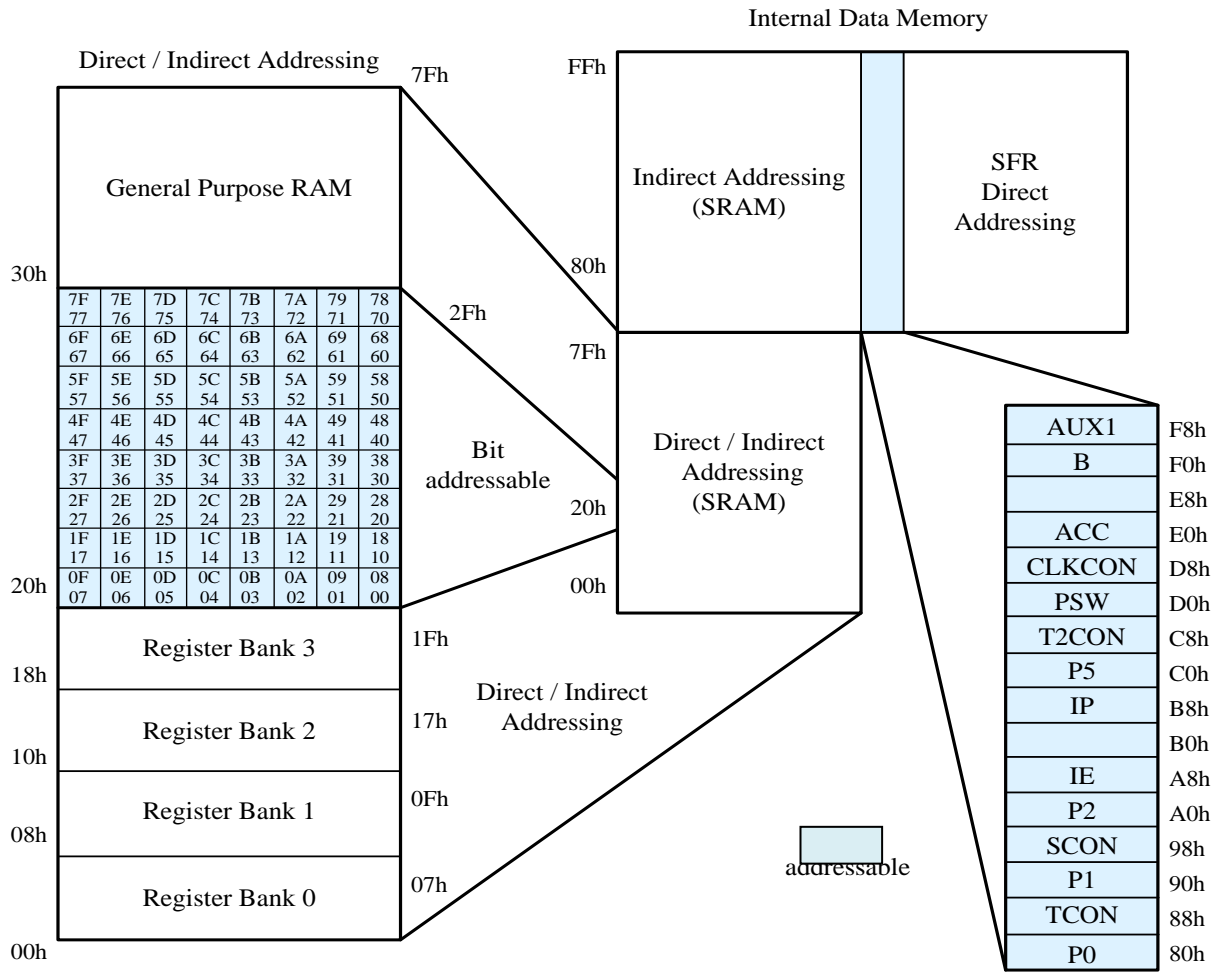 Internal Data Memory
Direct / Indirect Addressing
7Fh
General Purpose RAM
30h
7F 7E 7D 7C 7B 7A 79 78
77 76 75 74 73 72 71 70
6F 6E 6D 6C 6B 6A 69 68
67 66 65 64 63 62 61 60
5F 5E 5D 5C 5B 5A 59 58
57 56 55 54 53 52 51 50
4F 4E 4D 4C 4B 4A 49 48
47 46 45 44 43 42 41 40
3F 3E 3D 3C 3B 3A 39 38
37 36 35 34 33 32 31 30
2F 2E 2D 2C 2B 2A 29 28
27 26 25 24 23 22 21 20
1F 1E 1D 1C 1B 1A 19 18
17 16 15 14 13 12 11 10
0F 0E 0D 0C 0B 0A 09 08
07 06 05 04 03 02 01 00
2Fh
Bit
addressable
20h
Register Bank 3
1Fh
18h
Register Bank 2
17h
10h
Register Bank 1
0Fh
08h
Register Bank 0
07h
00h
Direct / Indirect
Addressing
FFh
Indirect Addressing
(SRAM)
80h
SFR
Direct
Addressing
7Fh
Direct / Indirect
Addressing
(SRAM)
20h
00h
addressable
AUX1 F8h
B F0h
E8h
ACC E0h
CLKCON D8h
PSW D0h
T2CON C8h
P5 C0h
IP B8h
B0h
IE A8h
P2 A0h
SCON 98h
P1 90h
TCON 88h
P0 80h